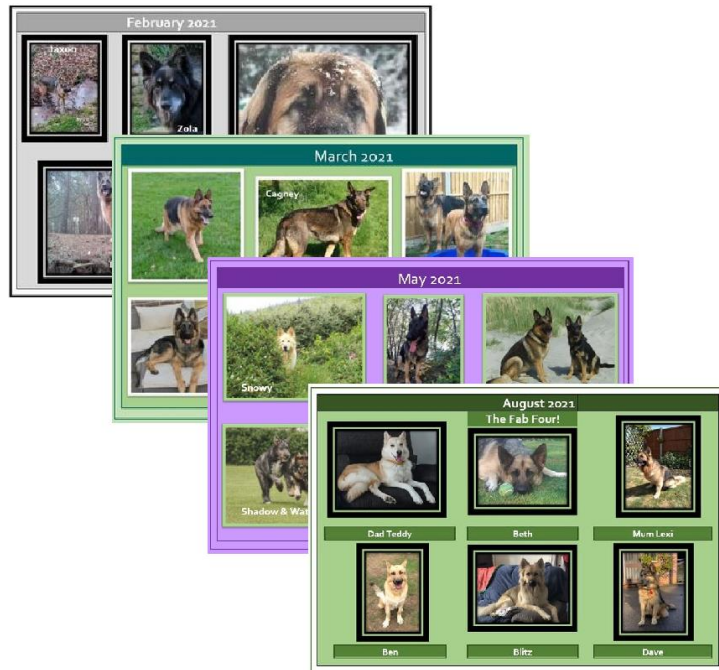 February 2021
Zola
March 2021
Cagney
May 2021
Snowy
Shadow &
August 2021
The Fab Four!
Dad Teddy
Beth
Mum Lexi
Ben
Blitz
Dave